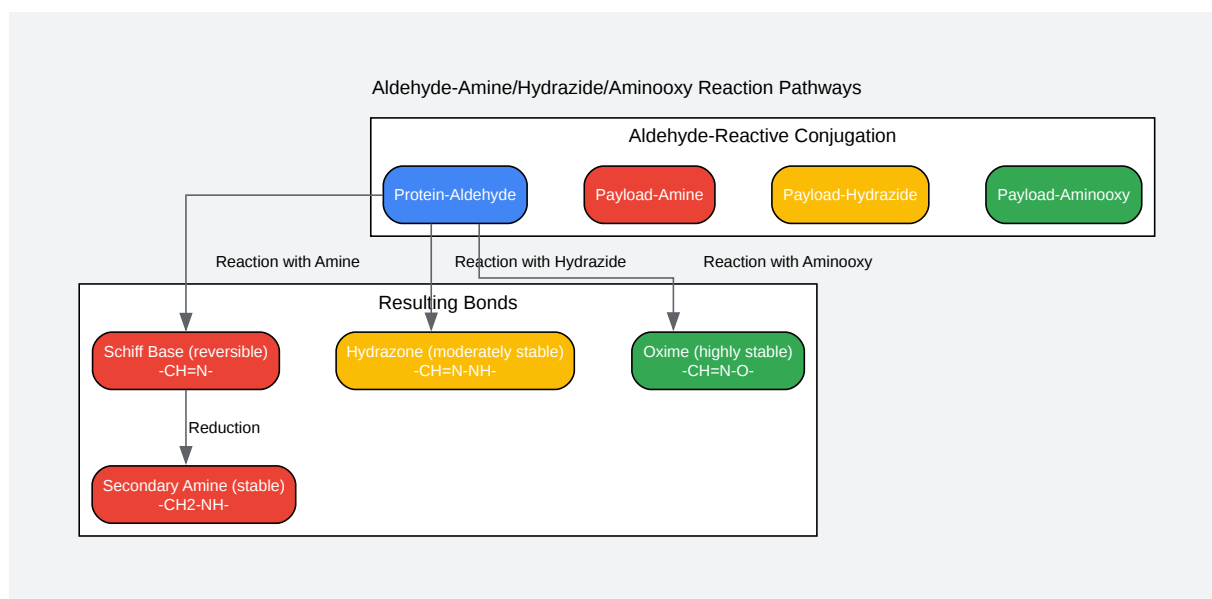 Aldehyde-Amine/Hydrazide/Aminooxy Reaction Pathways
Aldehyde-Reactive Conjugation
Protein-Aldehyde
Payload-Amine
Payload-Hydrazide
Payload-Aminooxy
Reaction with Amine
Reaction with Hydrazide
Reaction with Aminooxy
Resulting Bonds
Schiff Base (reversible)
-CH=N-
Hydrazone (moderately stable)
-CH=N-NH-
Oxime (highly stable)
-CH=N-O-
Reduction
Secondary Amine (stable)
-CH2-NH-